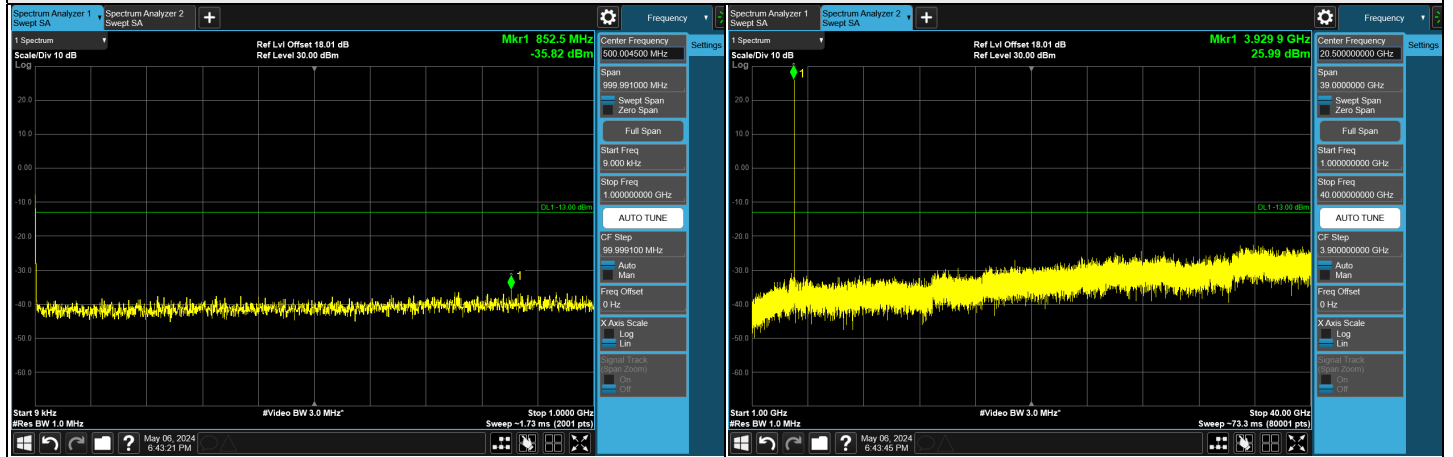 Spectrum Analyzer 1
Swept SA
Spectrum Analyzer 2
Swept SA
+
Frequency
1 Spectrum
Scale/Div 10 dB
Log
Ref Lvl Offset 18.01 dB
Ref Level 30.00 dBm
Mkr1 852.5 MHz
-35.82 dBm
1
20.0
10.0
0.00
-10.0
-20.0
-30.0
-40.0
-50.0
-60.0
DL1 -13.00 dBm
Start 9 kHz
#Res BW 1.0 MHz
#Video BW 3.0 MHz*
Stop 1.0000 GHz
Sweep ~1.73 ms (2001 pts)
Center Frequency
500.004500 MHz
Settings
Span
999.991000 MHz
Swept Span
Zero Span
Full Span
Start Freq
9.000 kHz
Stop Freq
1.000000000 GHz
AUTO TUNE
CF Step
99.999100 MHz
Auto
Man
Freq Offset
0 Hz
X Axis Scale
Log
Lin
Signal Track
(Span Zoom)
On
Off
?
May 06, 2024
6:43:21 PM
Spectrum Analyzer 1
Swept SA
Spectrum Analyzer 2
Swept SA
+
Frequency
1 Spectrum
Scale/Div 10 dB
Log
Ref Lvl Offset 18.01 dB
Ref Level 30.00 dBm
Mkr1 3.929 9 GHz
25.99 dBm
1
20.0
10.0
0.00
-10.0
-20.0
-30.0
-40.0
-50.0
-60.0
DL1 -13.00 dBm
Start 1.00 GHz
#Res BW 1.0 MHz
#Video BW 3.0 MHz*
Stop 40.00 GHz
Sweep ~73.3 ms (80001 pts)
Center Frequency
20.500000000 GHz
Settings
Span
39.0000000 GHz
Swept Span
Zero Span
Full Span
Start Freq
1.000000000 GHz
Stop Freq
40.000000000 GHz
AUTO TUNE
CF Step
3.900000000 GHz
Auto
Man
Freq Offset
0 Hz
X Axis Scale
Log
Lin
Signal Track
(Span Zoom)
On
Off
?
May 06, 2024
6:43:45 PM